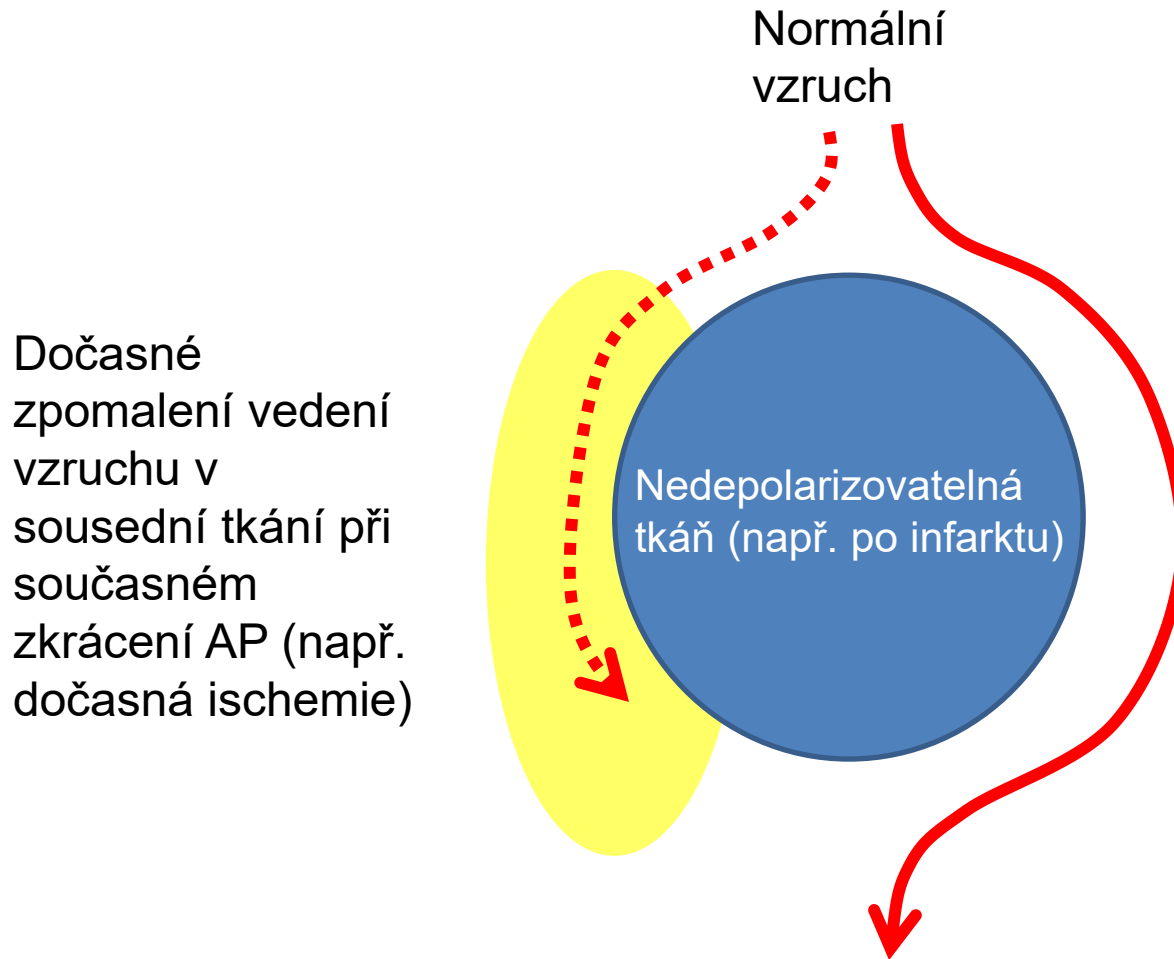 Normální
vzruch
Dočasné
zpomalení vedení
vzruchu v
sousední tkání při
současném
zkrácení AP (např.
dočasná ischemie)
Nedepolarizovatelná
tkáň (např. po infarktu)